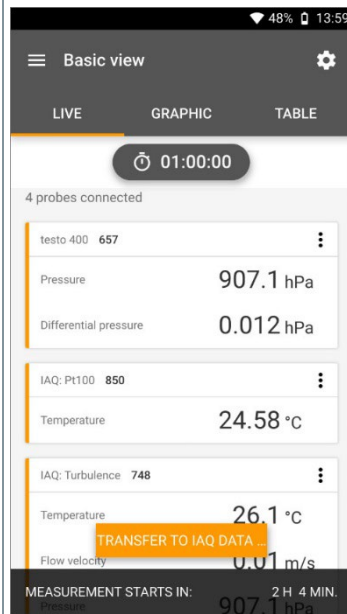 48% 13:59
Basic view
LIVE GRAPHIC TABLE
01:00:00
4 probes connected
testo 400 657
Pressure 907.1 hPa
Differential pressure 0.012 hPa
IAQ: Pt100 850
Temperature 24.58 °C
IAQ: Turbulence 748
Temperature 26.1 °C
TRANSFER TO IAQ DATA ...
Flow velocity 0.01 m/s
MEASUREMENT STARTS IN: 2 H 4 MIN.
Pressure 907.1 hPa